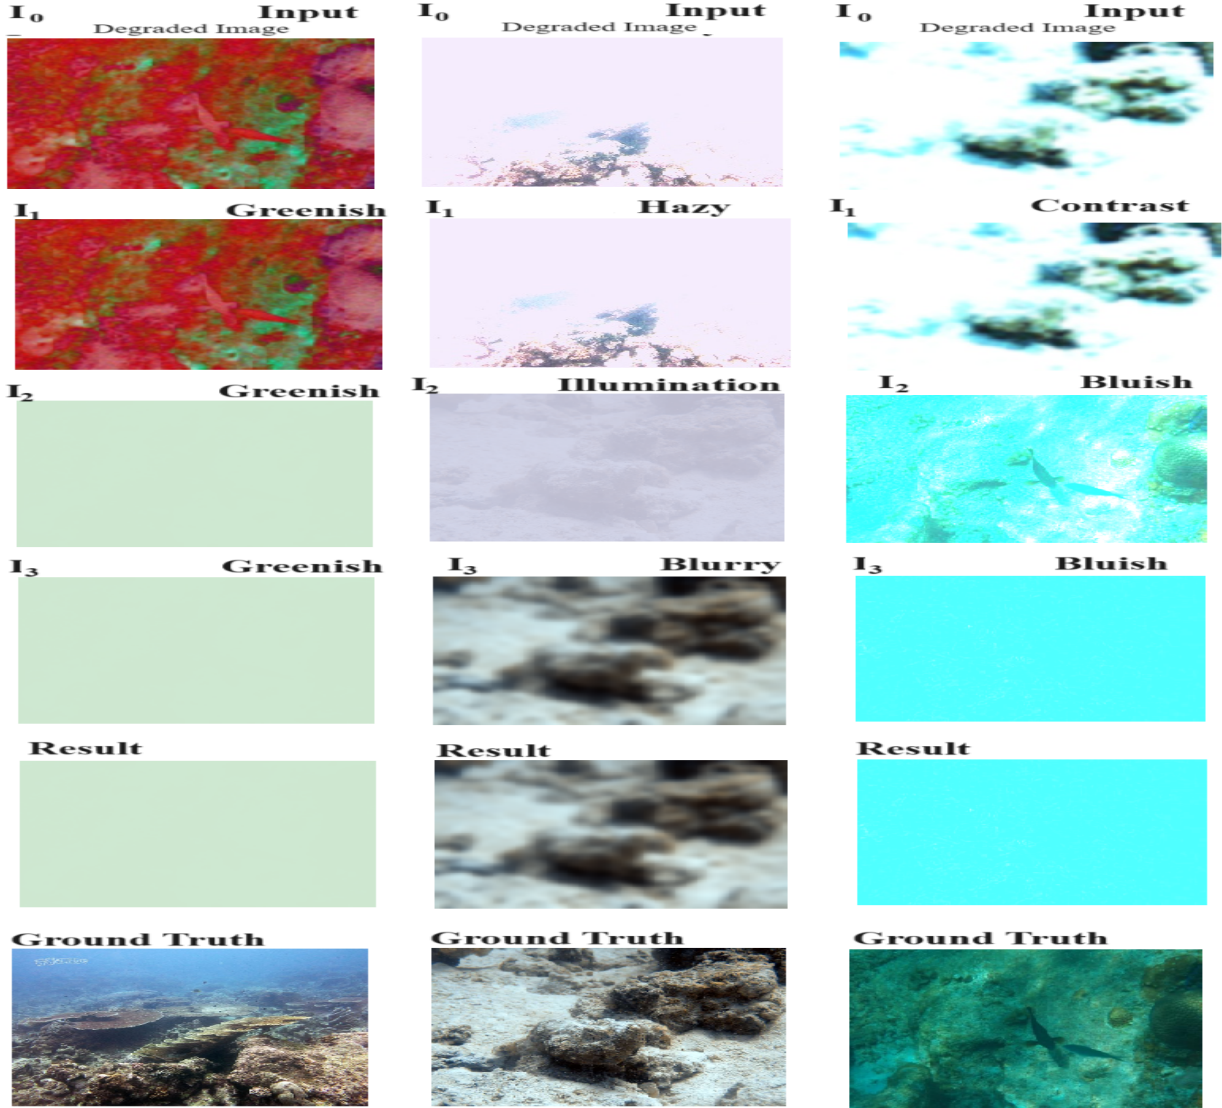 I₀ Input
Degraded Image
I₀ Input
Degraded Image
I₀ Input
Degraded Image
I₁ Greenish
I₁ Hazy
I₁ Contrast
I₂ Greenish
I₂ Illumination
I₂ Bluish
I₃ Greenish
I₃ Blurry
I₃ Bluish
Result
Result
Result
Ground Truth
Ground Truth
Ground Truth